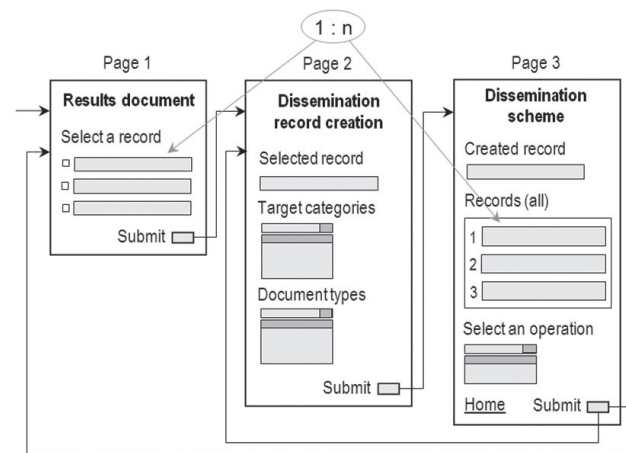 1 : n
Page 1
Results document
Select a record
Submit
Page 2
Dissemination
record creation
Selected record
Target categories
Document types
Submit
Page 3
Dissemination
scheme
Created record
Records (all)
1
2
3
Select an operation
Home Submit